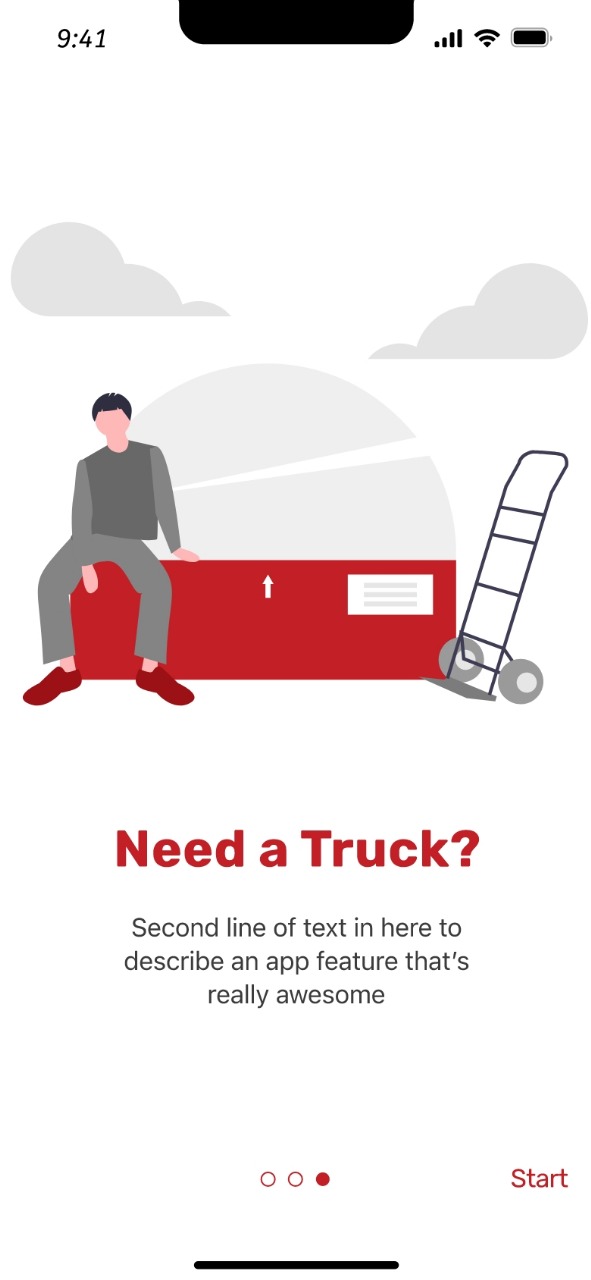 9:41
Need a Truck?
Second line of text in here to
describe an app feature that's
really awesome
Start